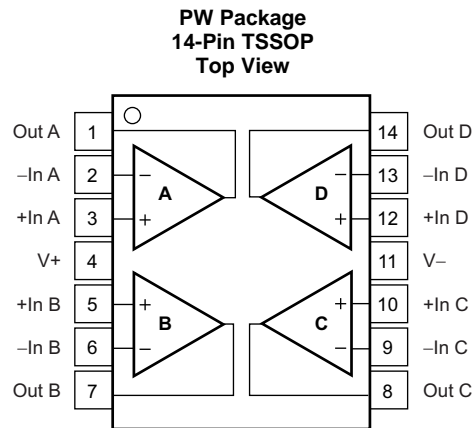 PW Package
14-Pin TSSOP
Top View
Out A 1 14 Out D
−In A 2 − − 13 −In D
A D
+In A 3 + + 12 +In D
V+ 4 11 V−
+In B 5 + + 10 +In C
B C
−In B 6 − − 9 −In C
Out B 7 8 Out C